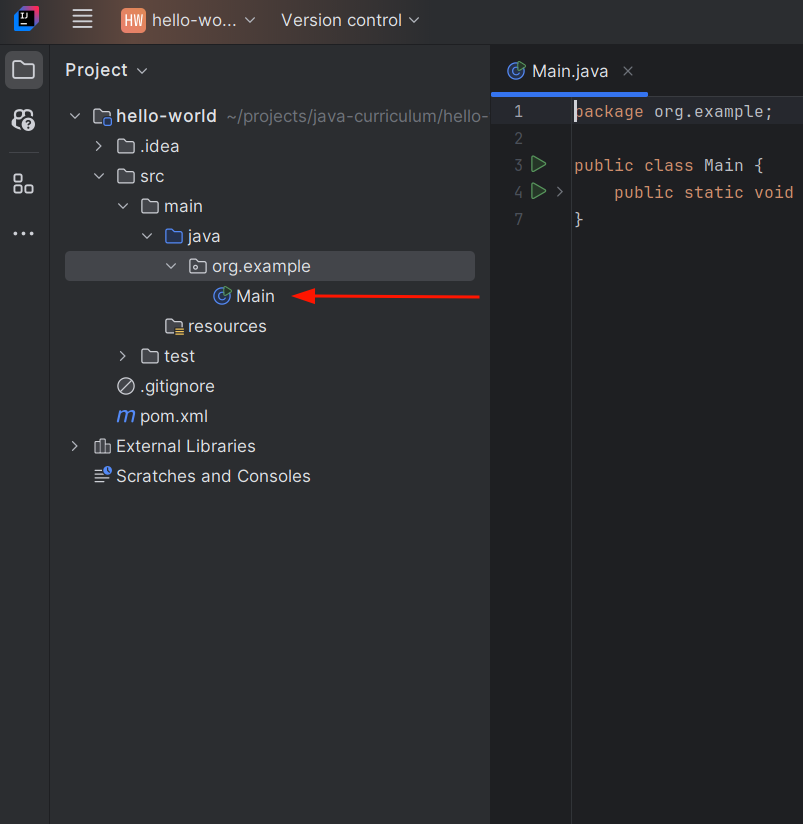 IJ
HW hello-wo... Version control
Project
Main.java
hello-world ~/projects/java-curriculum/hello-
.idea
src
main
java
org.example
Main
resources
test
.gitignore
m pom.xml
External Libraries
Scratches and Consoles
1 package org.example;
2
3 public class Main {
4 public static void
7 }